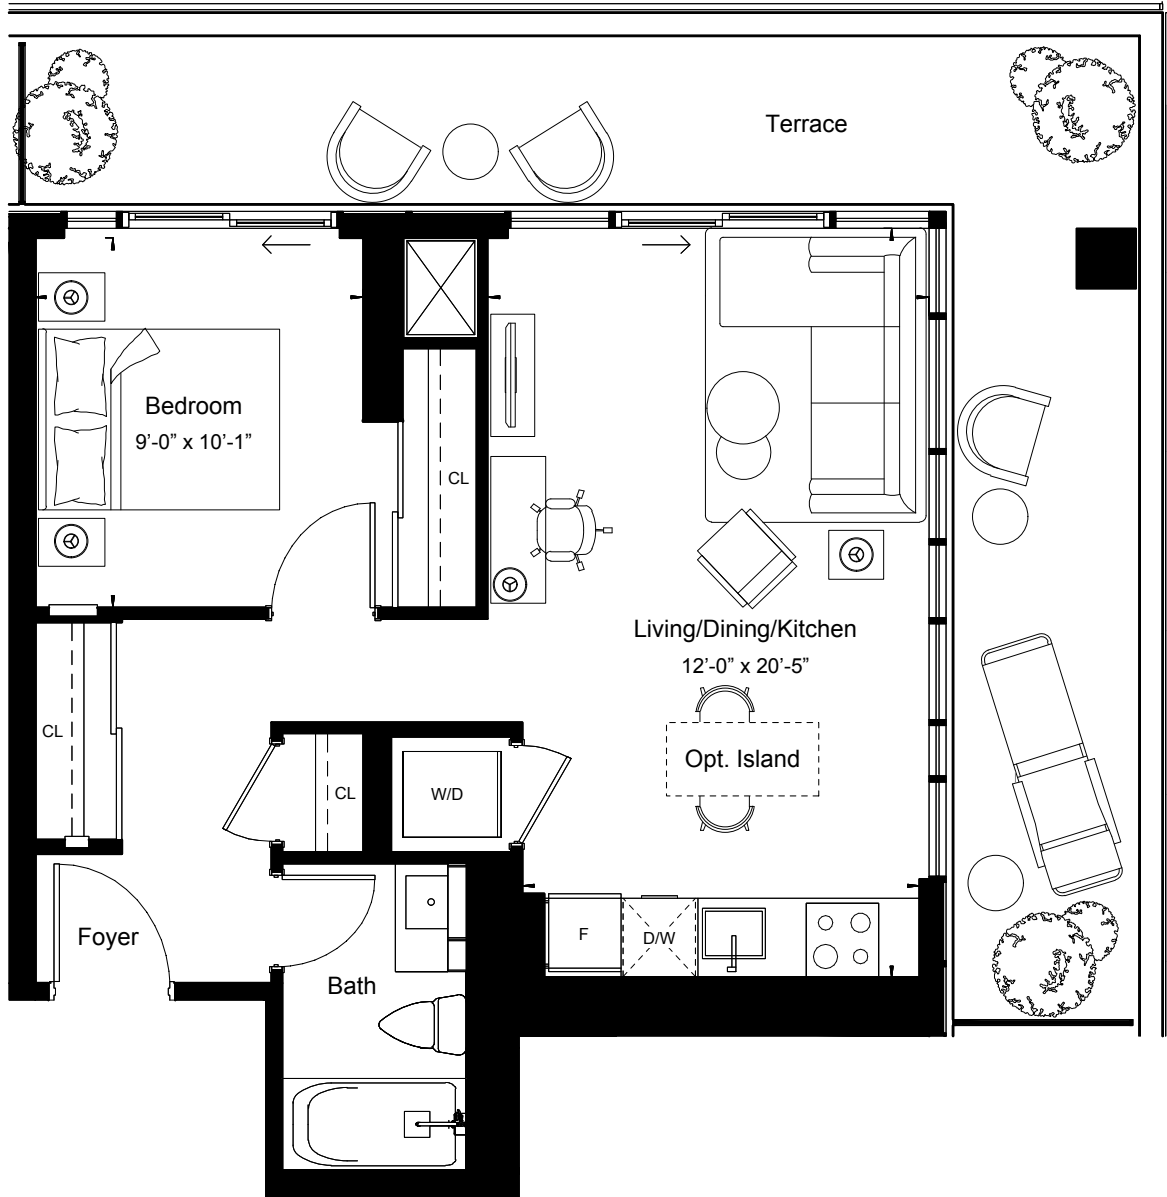 Terrace
Bedroom
9’-0” x 10’-1”
CL
Living/Dining/Kitchen
12’-0” x 20’-5”
CL
Opt. Island
CL
W/D
Foyer
F
D/W
Bath